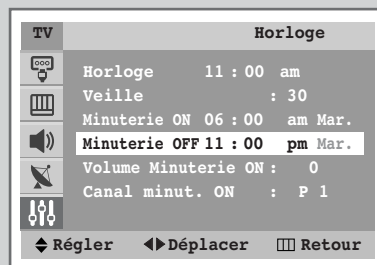 TV Horloge
Horloge 11 : 00 am
Veille : 30
Minuterie ON 06 : 00 am Mar.
Minuterie OFF 11 : 00 pm Mar.
Volume Minuterie ON : 0
Canal minut. ON : P 1
Régler Déplacer Retour